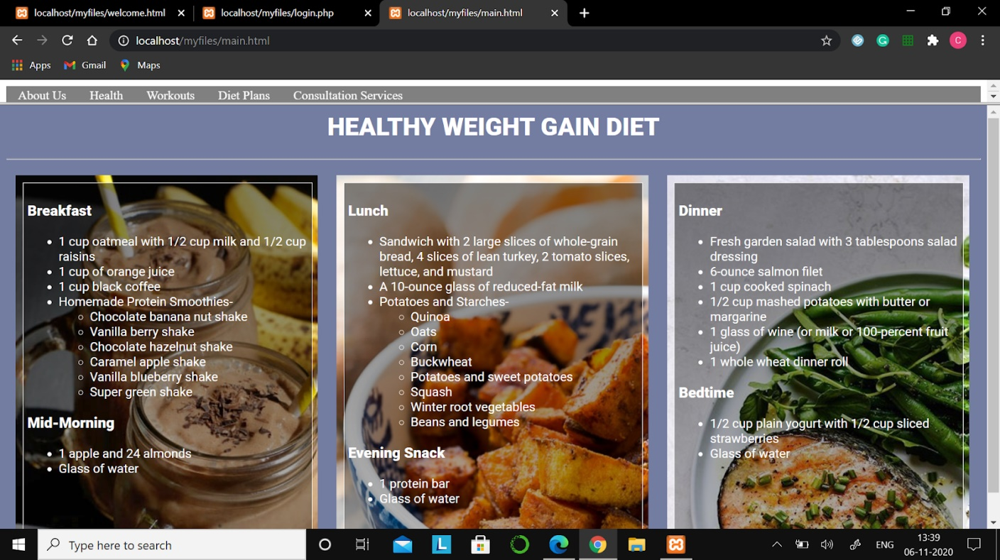 localhost/myfiles/welcome.html
localhost/myfiles/login.php
localhost/myfiles/main.html
localhost/myfiles/main.html
C
Apps
Gmail
Maps
About Us Health Workouts Diet Plans Consultation Services
HEALTHY WEIGHT GAIN DIET
Breakfast
1 cup oatmeal with 1/2 cup milk and 1/2 cup
raisins
1 cup of orange juice
1 cup black coffee
Homemade Protein Smoothies-
Chocolate banana nut shake
Vanilla berry shake
Chocolate hazelnut shake
Caramel apple shake
Vanilla blueberry shake
Super green shake
Mid-Morning
1 apple and 24 almonds
Glass of water
Lunch
Sandwich with 2 large slices of whole-grain
bread, 4 slices of lean turkey, 2 tomato slices,
lettuce, and mustard
A 10-ounce glass of reduced-fat milk
Potatoes and Starches-
Quinoa
Oats
Corn
Buckwheat
Potatoes and sweet potatoes
Squash
Winter root vegetables
Beans and legumes
Evening Snack
1 protein bar
Glass of water
Dinner
Fresh garden salad with 3 tablespoons salad
dressing
6-ounce salmon filet
1 cup cooked spinach
1/2 cup mashed potatoes with butter or
margarine
1 glass of wine (or milk or 100-percent fruit
juice)
1 whole wheat dinner roll
Bedtime
1/2 cup plain yogurt with 1/2 cup sliced
strawberries
Glass of water
Type here to search
L
ENG
13:39
06-11-2020